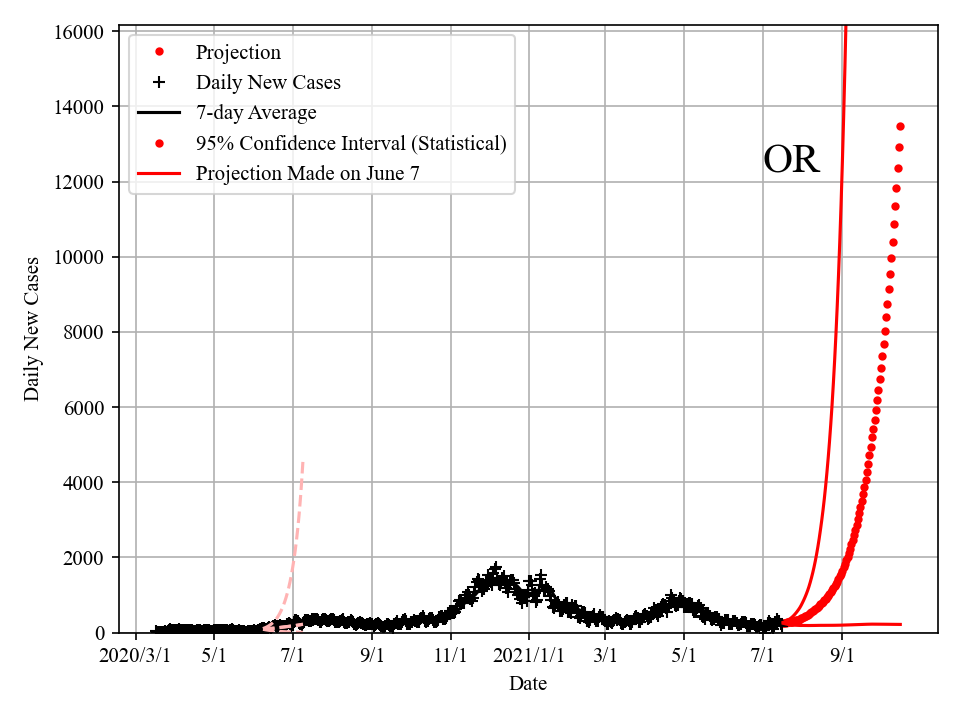 16000
14000
12000
10000
8000
6000
4000
2000
0
Daily New Cases
Projection
Daily New Cases
7-day Average
95% Confidence Interval (Statistical)
Projection Made on June 7
OR
2020/3/1 5/1 7/1 9/1 11/1 2021/1/1 3/1 5/1 7/1 9/1
Date